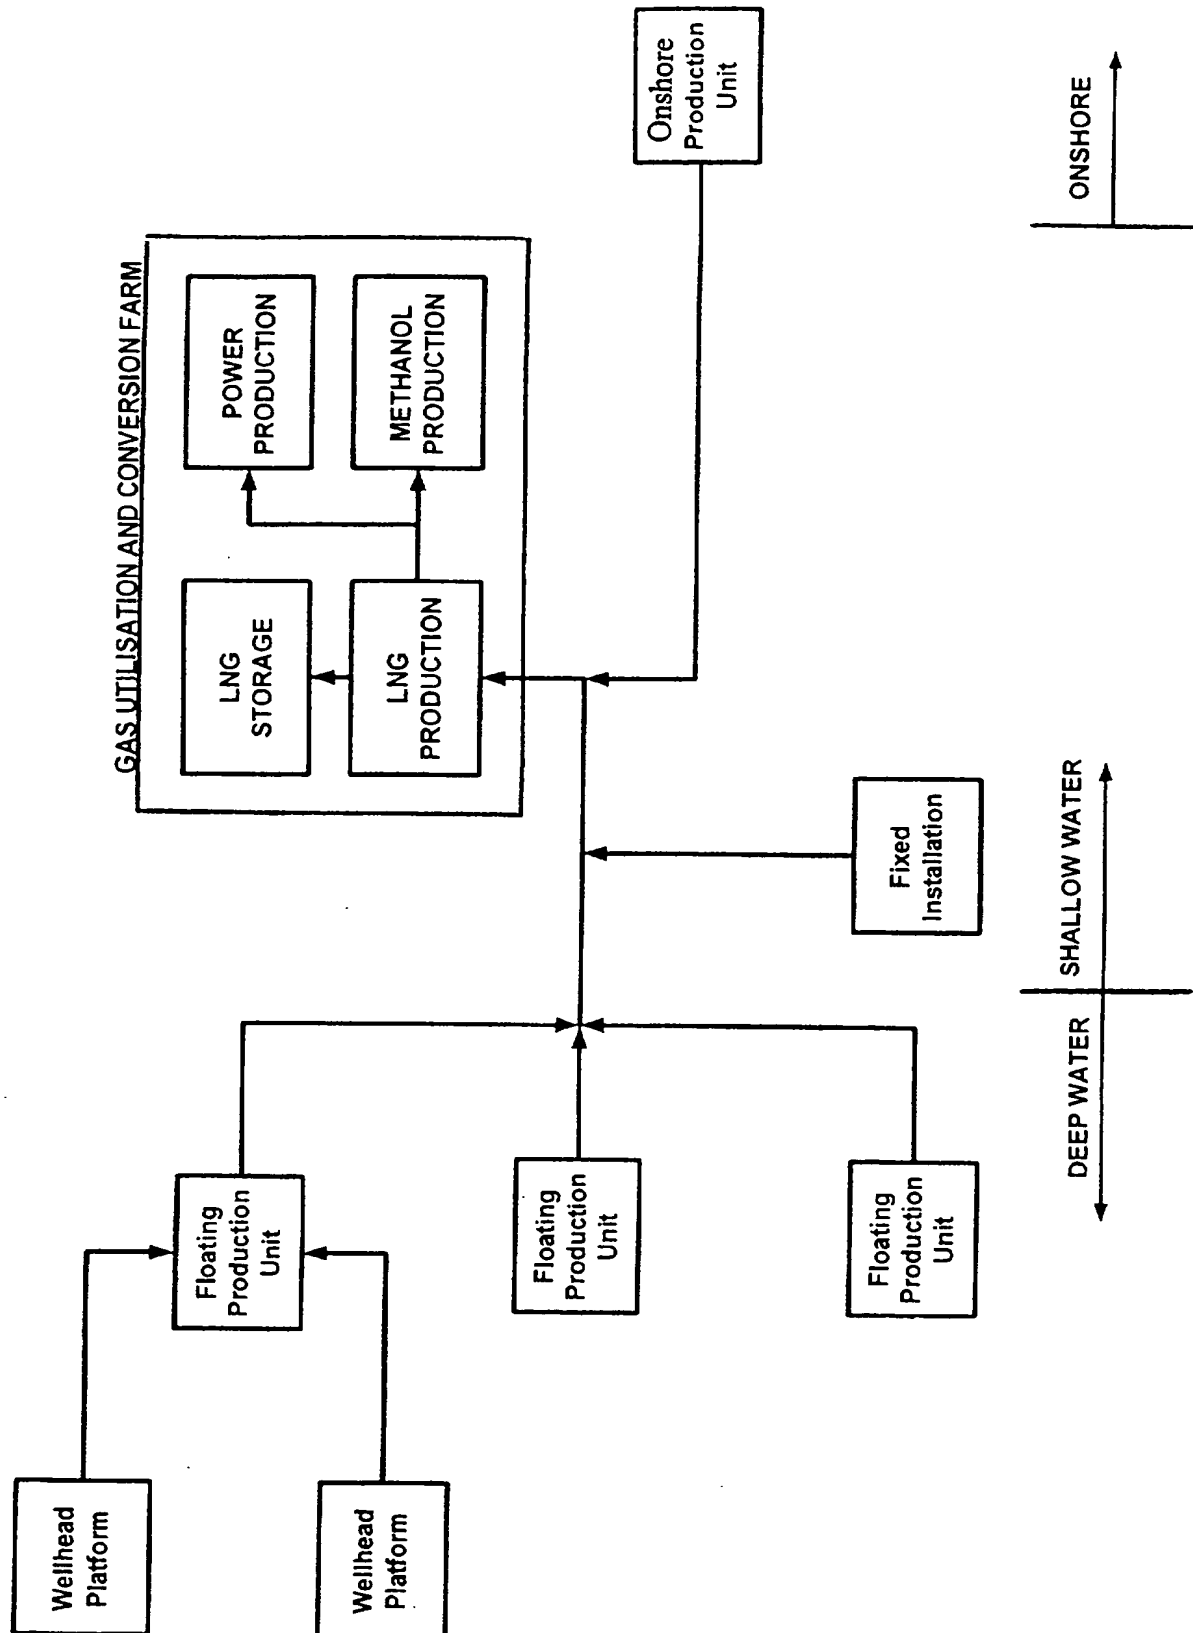 GAS UTILISATION AND CONVERSION FARM
LNG
STORAGE
POWER
PRODUCTION
LNG
PRODUCTION
METHANOL
PRODUCTION
Wellhead
Platform
Wellhead
Platform
Floating
Production
Unit
Floating
Production
Unit
Floating
Production
Unit
Fixed
Installation
Onshore
Production
Unit
DEEP WATER
SHALLOW WATER
ONSHORE